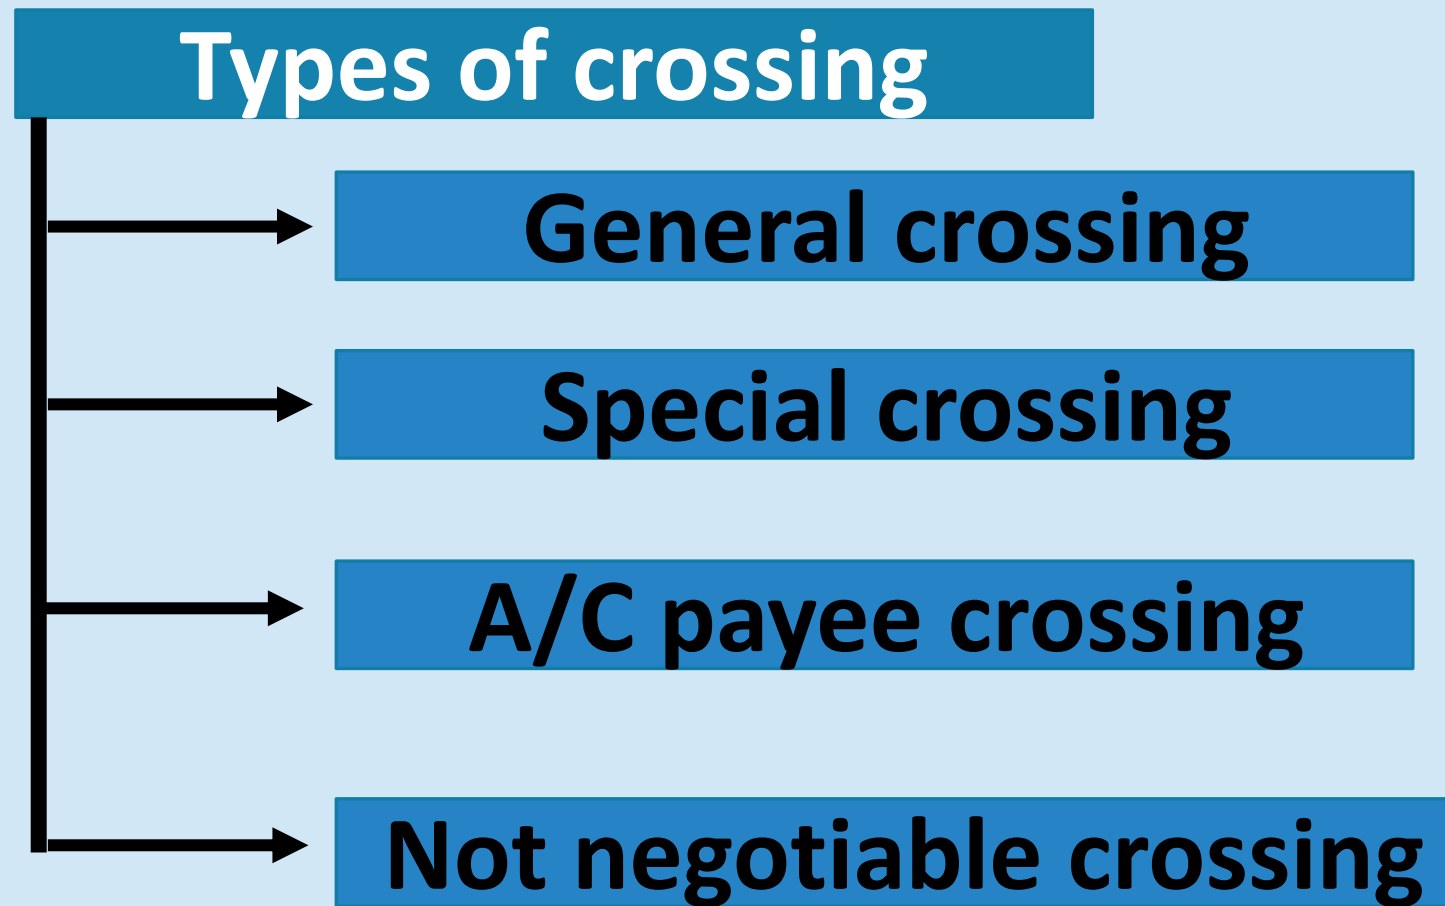 Types of crossing
General crossing
Special crossing
A/C payee crossing
Not negotiable crossing